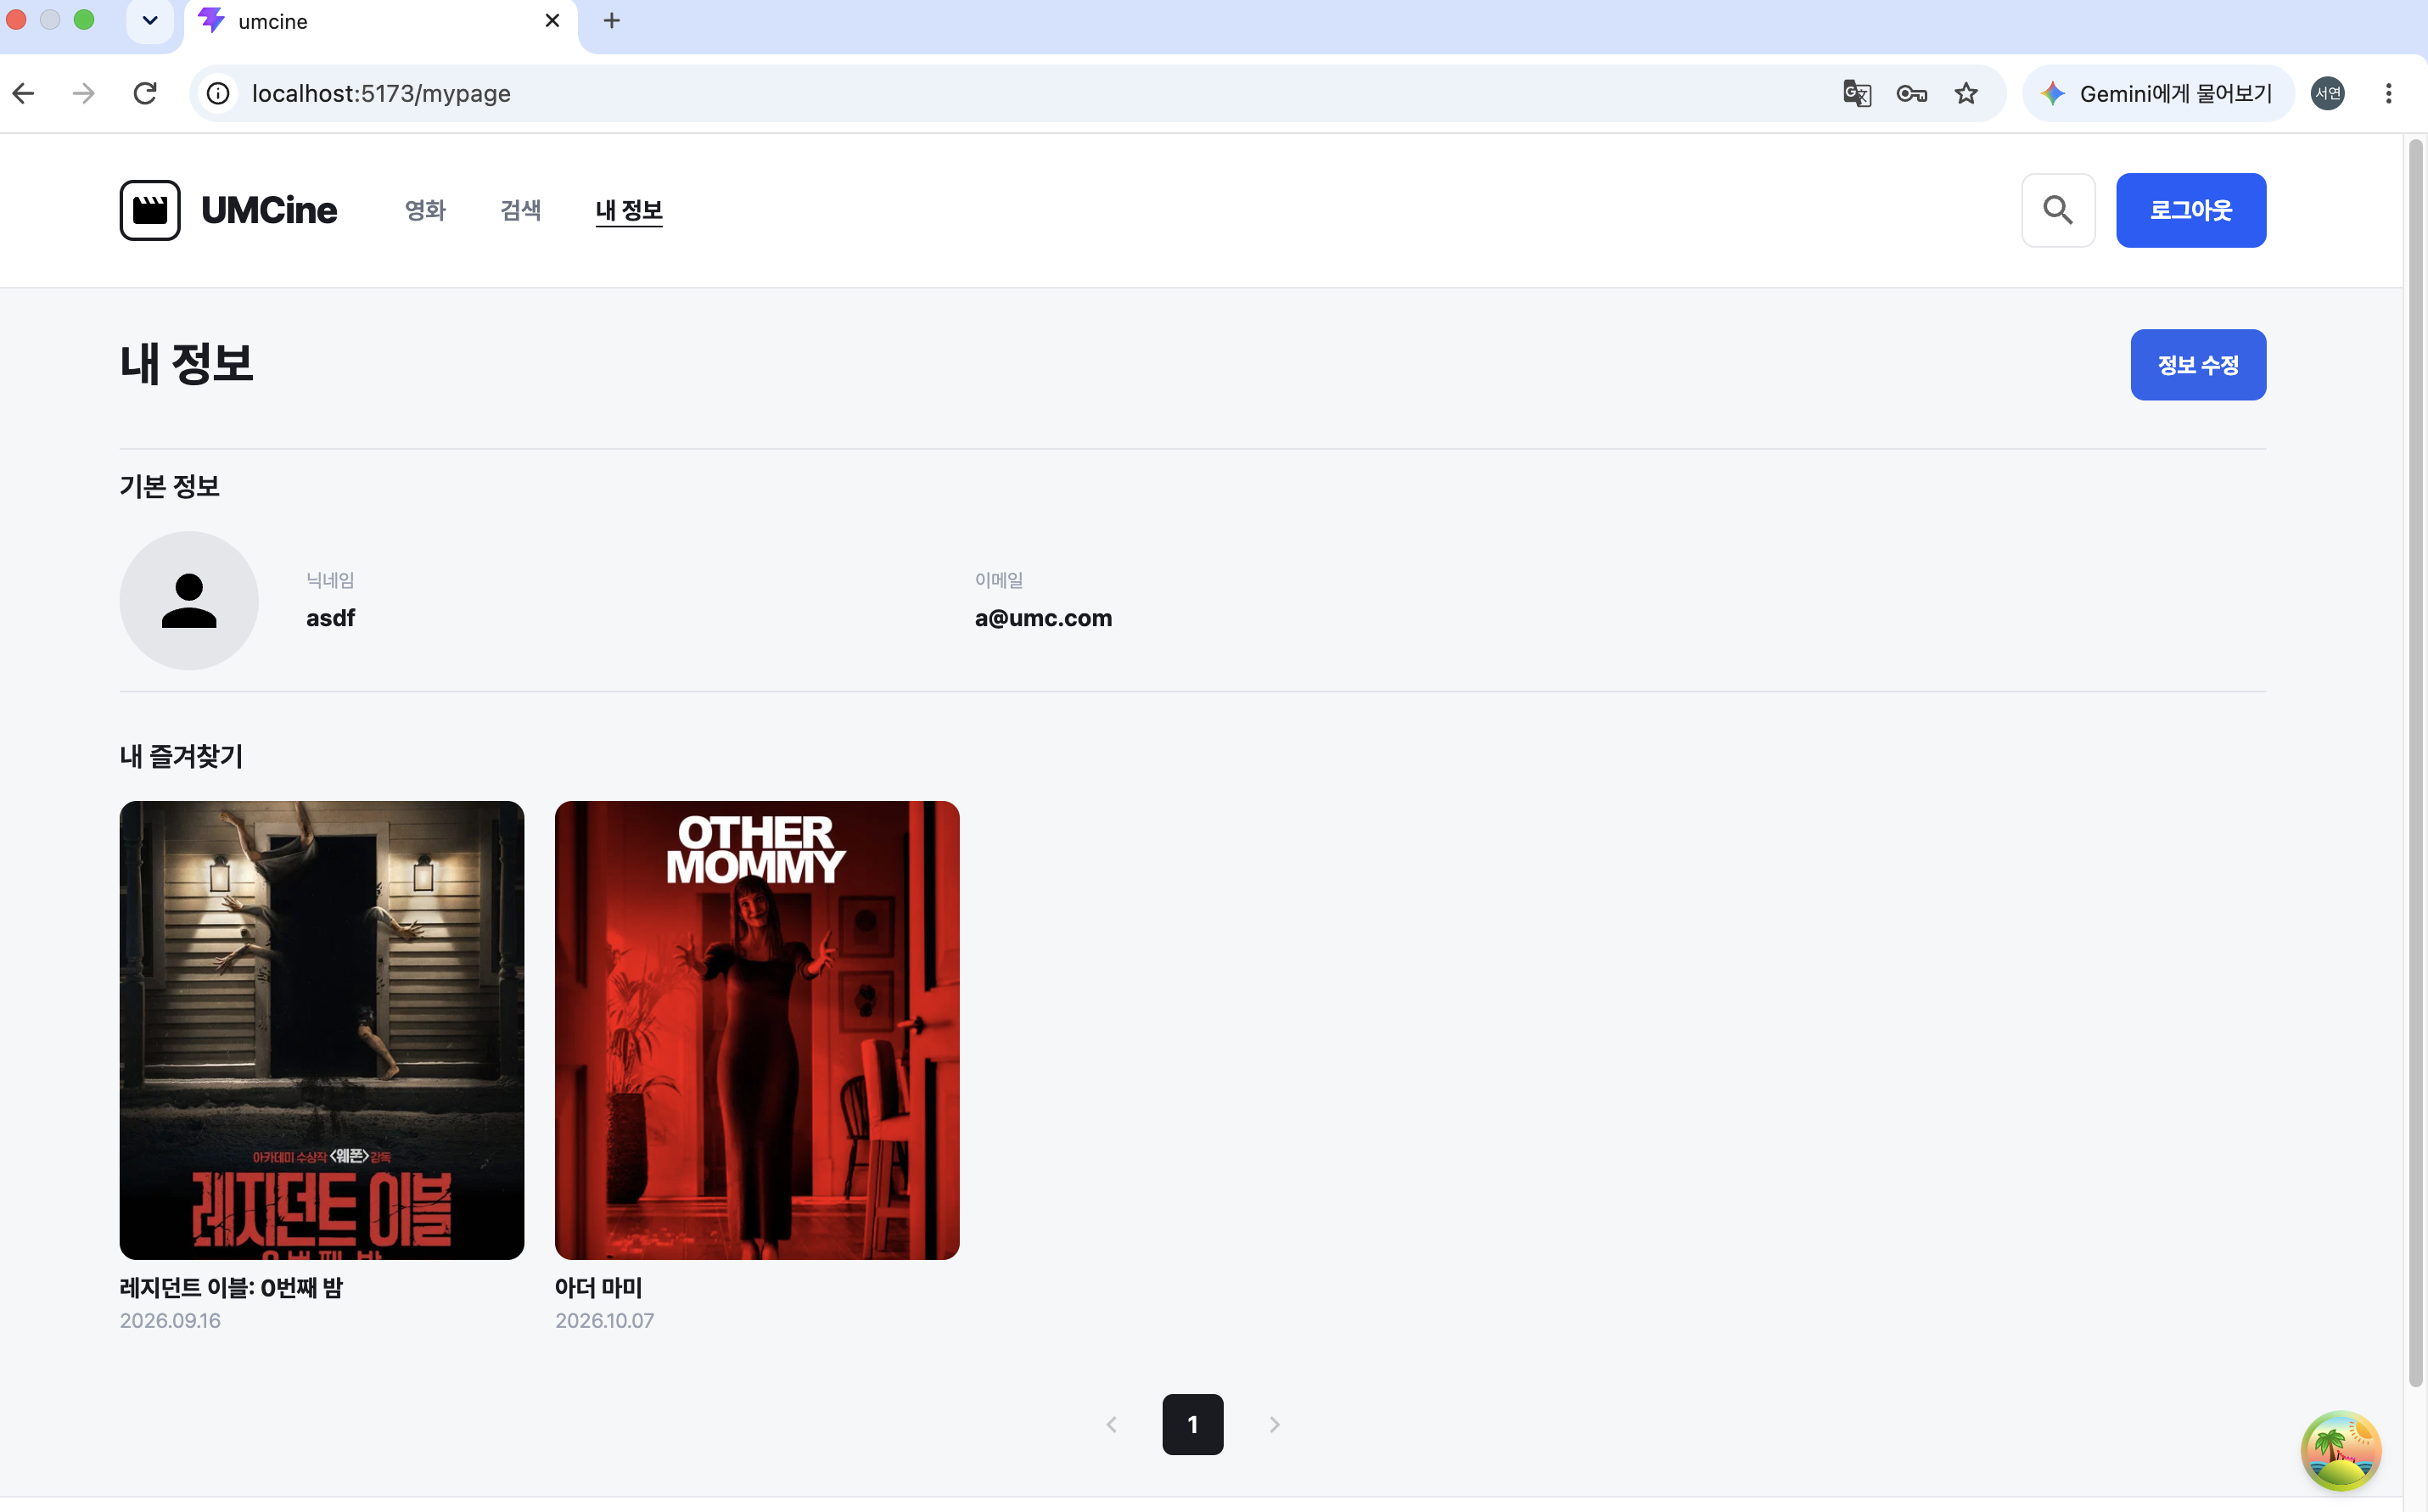 umcine
localhost:5173/mypage
Gemini에게 물어보기
서연
UMCine
영화
검색
내 정보
로그아웃
내 정보
정보 수정
기본 정보
닉네임
asdf
이메일
a@umc.com
내 즐겨찾기
아카데미 수상작 <웨폰> 감독
레지던트 이블
0번째 밤
OTHER
MOMMY
레지던트 이블: 0번째 밤
2026.09.16
아더 마미
2026.10.07
1